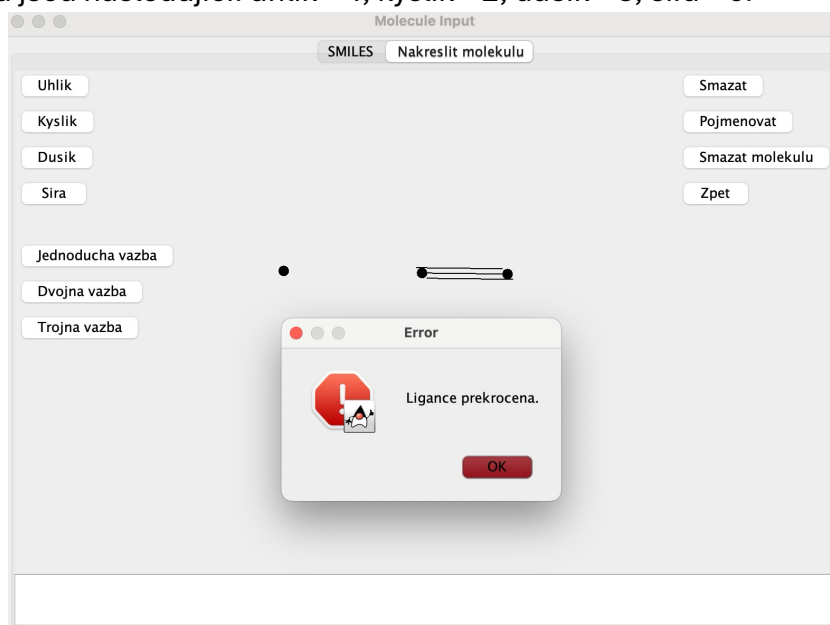 Molecule Input
SMILES Nakreslit molekulu
Uhlik
Kyslik
Dusik
Sira
Jednoducha vazba
Dvojna vazba
Trojna vazba
Smazat
Pojmenovat
Smazat molekulu
Zpet
Error
Ligance prekrocena.
OK